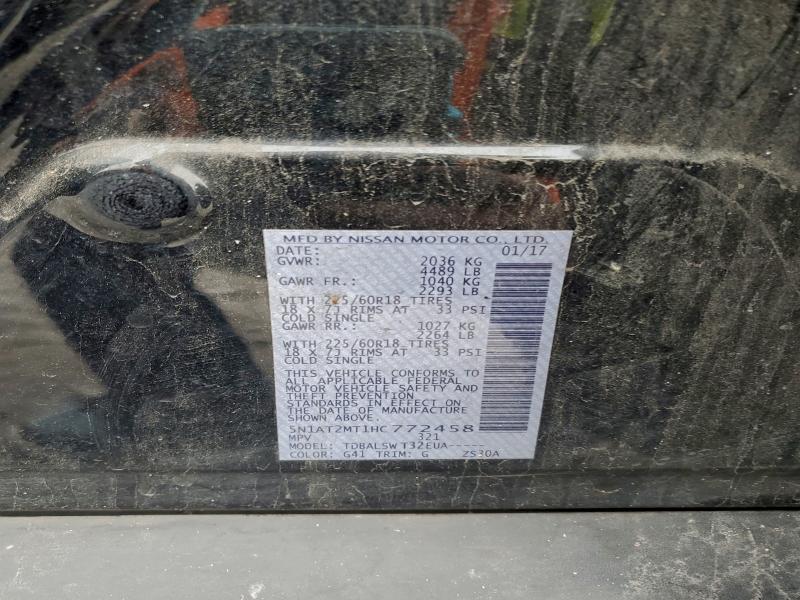 MFD BY NISSAN MOTOR CO., LTD.
DATE: 01/17
GVWR: 2036 KG
4489 LB
GAWR FR.: 1040 KG
2293 LB
WITH 225/60R18 TIRES
18 X 7J RIMS AT 33 PSI
COLD SINGLE
GAWR RR.: 1027 KG
2264 LB
WITH 225/60R18 TIRES
18 X 7J RIMS AT 33 PSI
COLD SINGLE
THIS VEHICLE CONFORMS TO
ALL APPLICABLE FEDERAL
MOTOR VEHICLE SAFETY AND
THEFT PREVENTION
STANDARDS IN EFFECT ON
THE DATE OF MANUFACTURE
SHOWN ABOVE.
5N1AT2MT1HC772458
MPV 321
MODEL: TDBALSWT32EUA-----
COLOR: G41 TRIM: G ZS30A